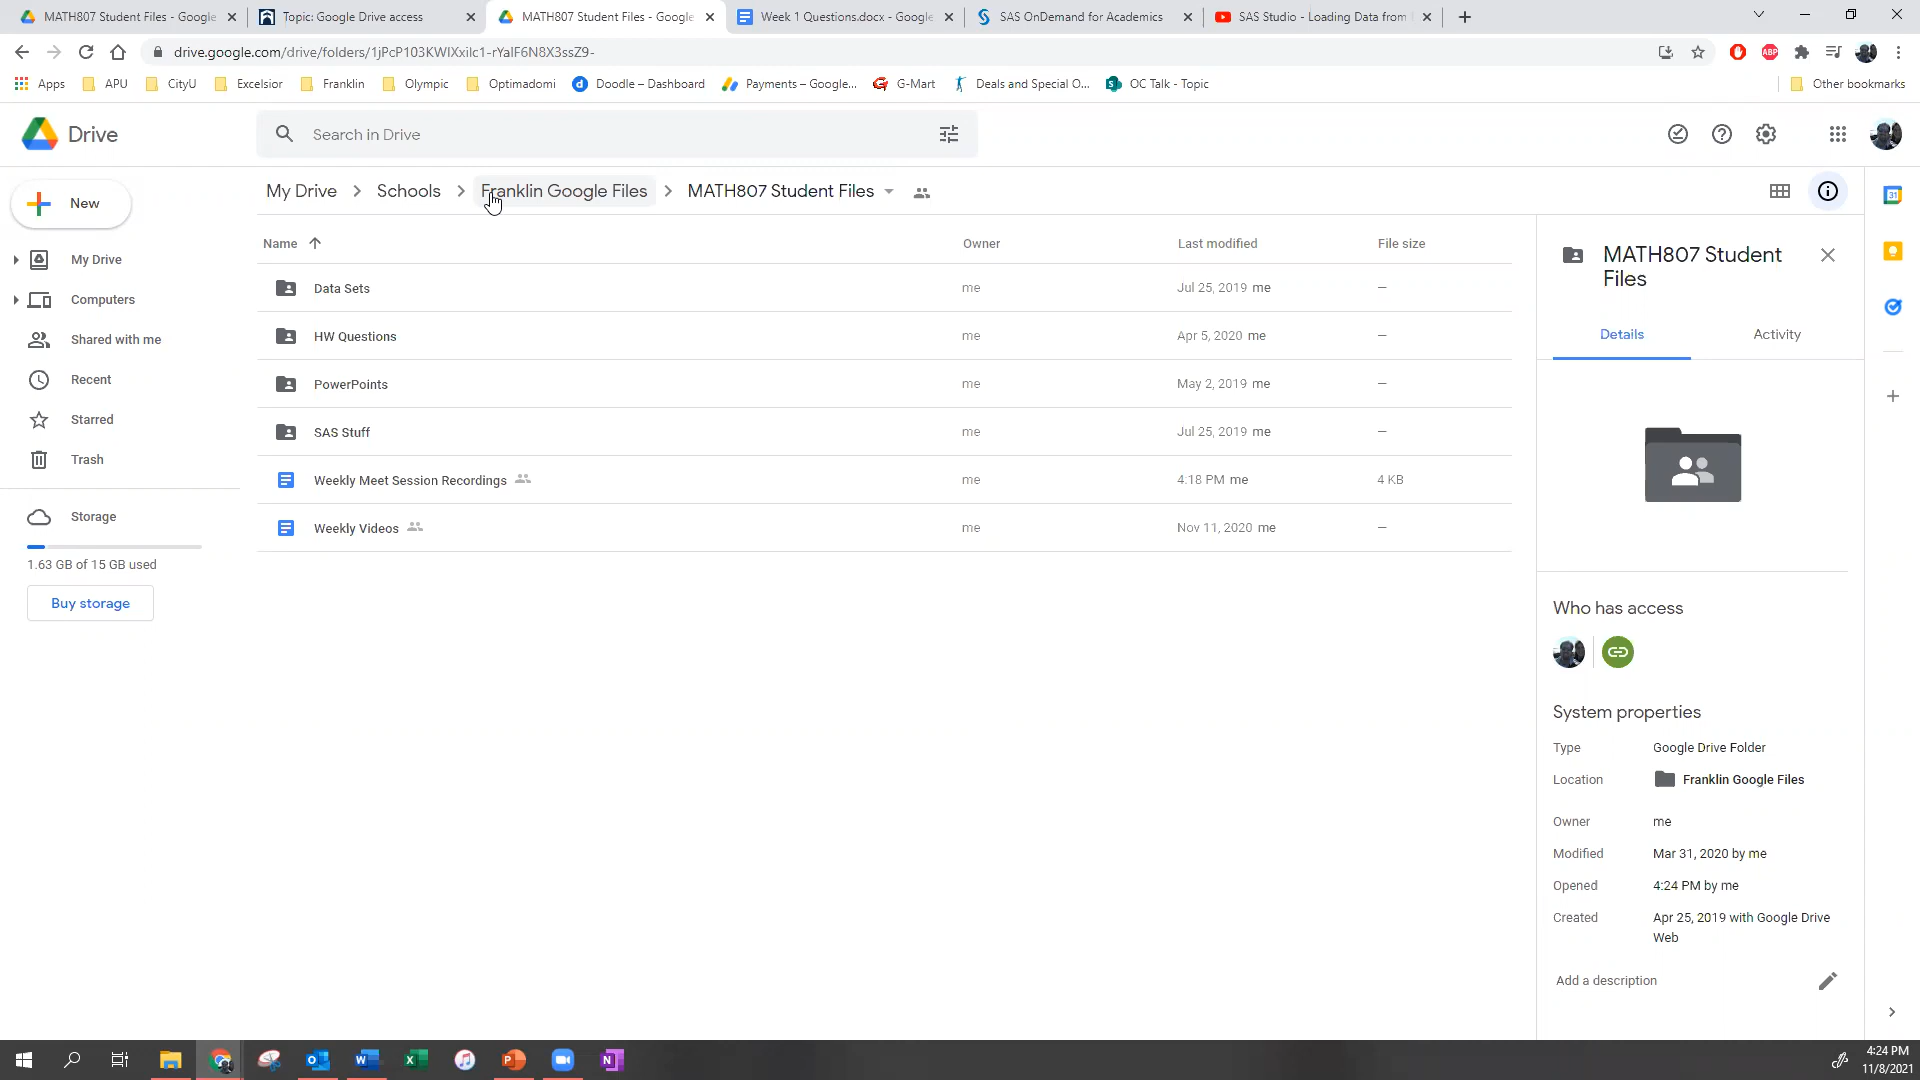 MATH807 Student Files - Google
Topic: Google Drive access
MATH807 Student Files - Google
Week 1 Questions.docx - Google
SAS OnDemand for Academics
SAS Studio - Loading Data from
drive.google.com/drive/folders/1jPcP103KWIXxilc1-rYalF6N8X3ssZ9-
ABP
Apps
APU
CityU
Excelsior
Franklin
Olympic
Optimadomi
Doodle – Dashboard
Payments – Google...
G-Mart
Deals and Special O...
OC Talk - Topic
Other bookmarks
Drive
Search in Drive
New
My Drive
Schools
Franklin Google Files
MATH807 Student Files
31
Name
Owner
Last modified
File size
My Drive
Computers
Shared with me
Recent
Starred
Trash
Storage
1.63 GB of 15 GB used
Buy storage
Data Sets me Jul 25, 2019 me —
HW Questions me Apr 5, 2020 me —
PowerPoints me May 2, 2019 me —
SAS Stuff me Jul 25, 2019 me —
Weekly Meet Session Recordings me 4:18 PM me 4 KB
Weekly Videos me Nov 11, 2020 me —
MATH807 Student
Files
Details
Activity
Who has access
System properties
Type Google Drive Folder
Location Franklin Google Files
Owner me
Modified Mar 31, 2020 by me
Opened 4:24 PM by me
Created Apr 25, 2019 with Google Drive
Web
Add a description
4:24 PM
11/8/2021